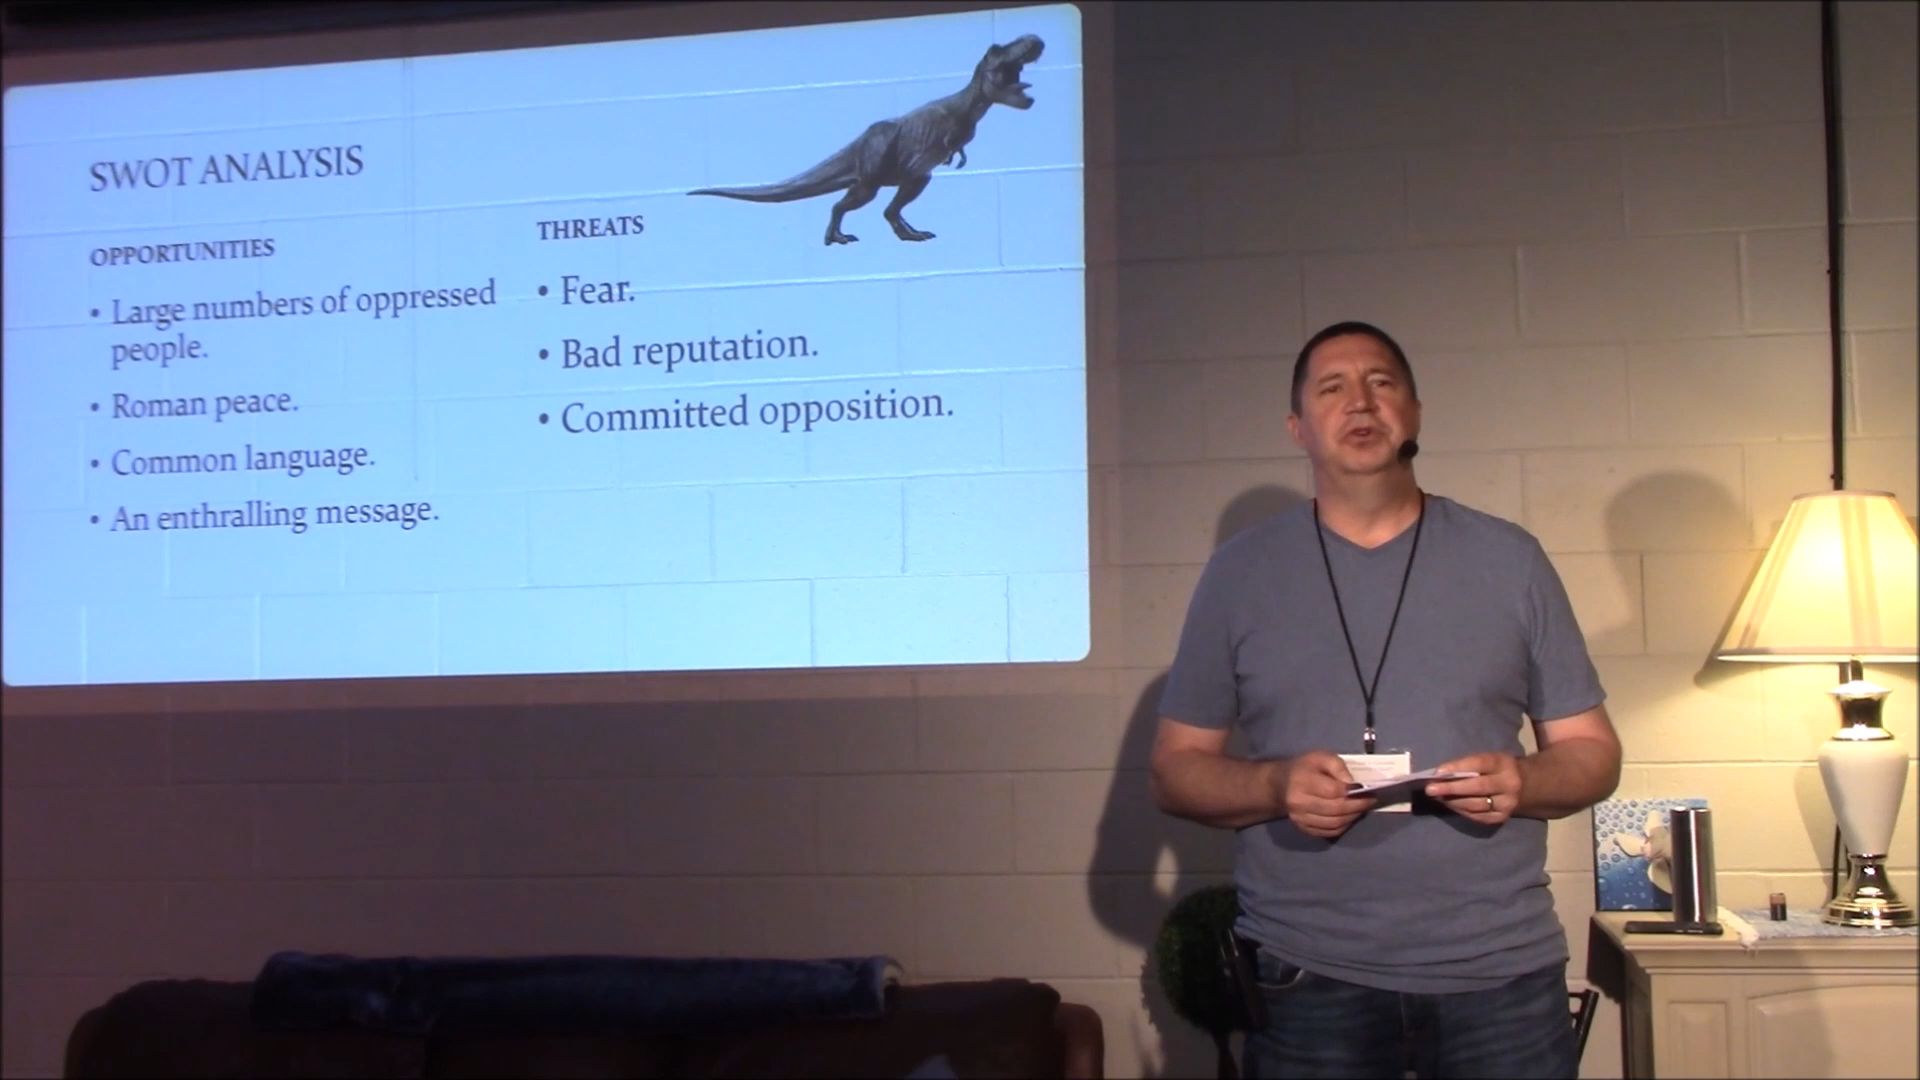 SWOT ANALYSIS
OPPORTUNITIES
• Large numbers of oppressed
people.
• Roman peace.
• Common language.
• An enthralling message.
THREATS
• Fear.
• Bad reputation.
• Committed opposition.